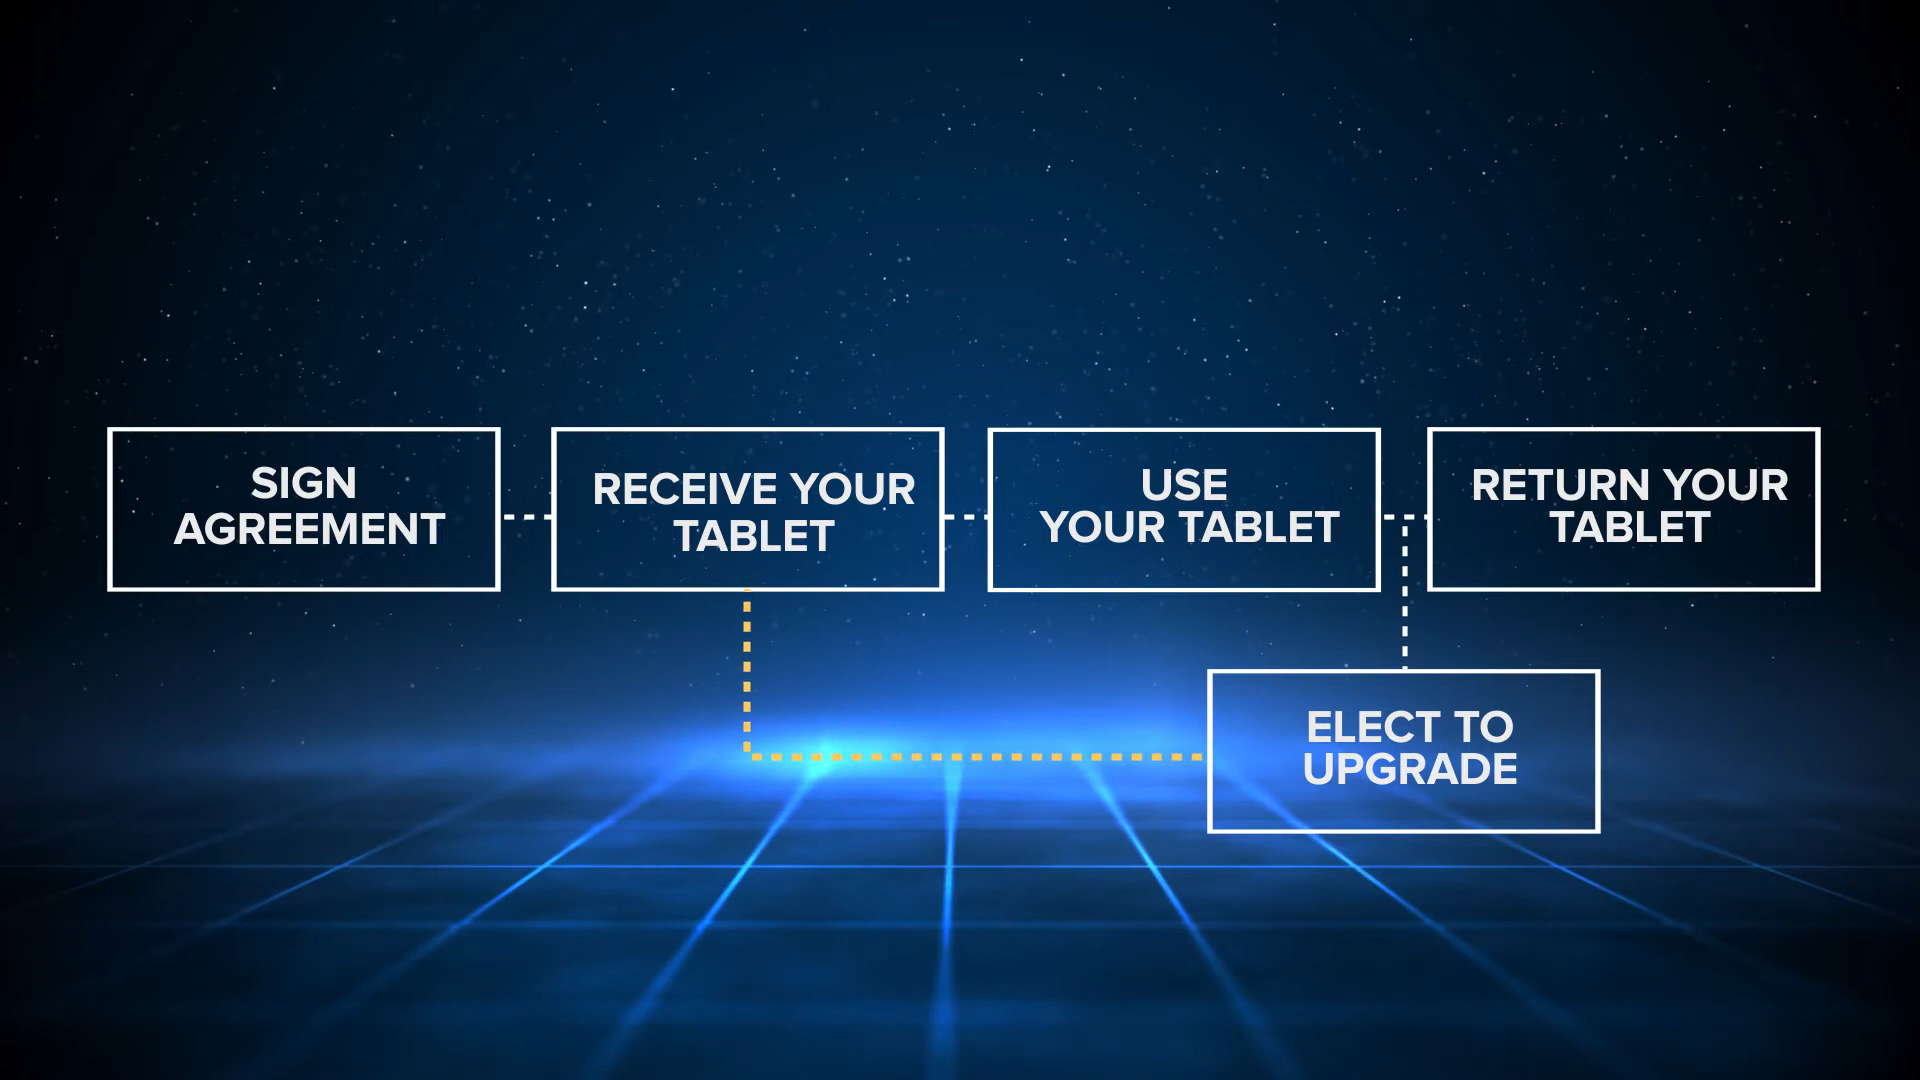 SIGN
AGREEMENT
RECEIVE YOUR
TABLET
USE
YOUR TABLET
RETURN YOUR
TABLET
ELECT TO
UPGRADE